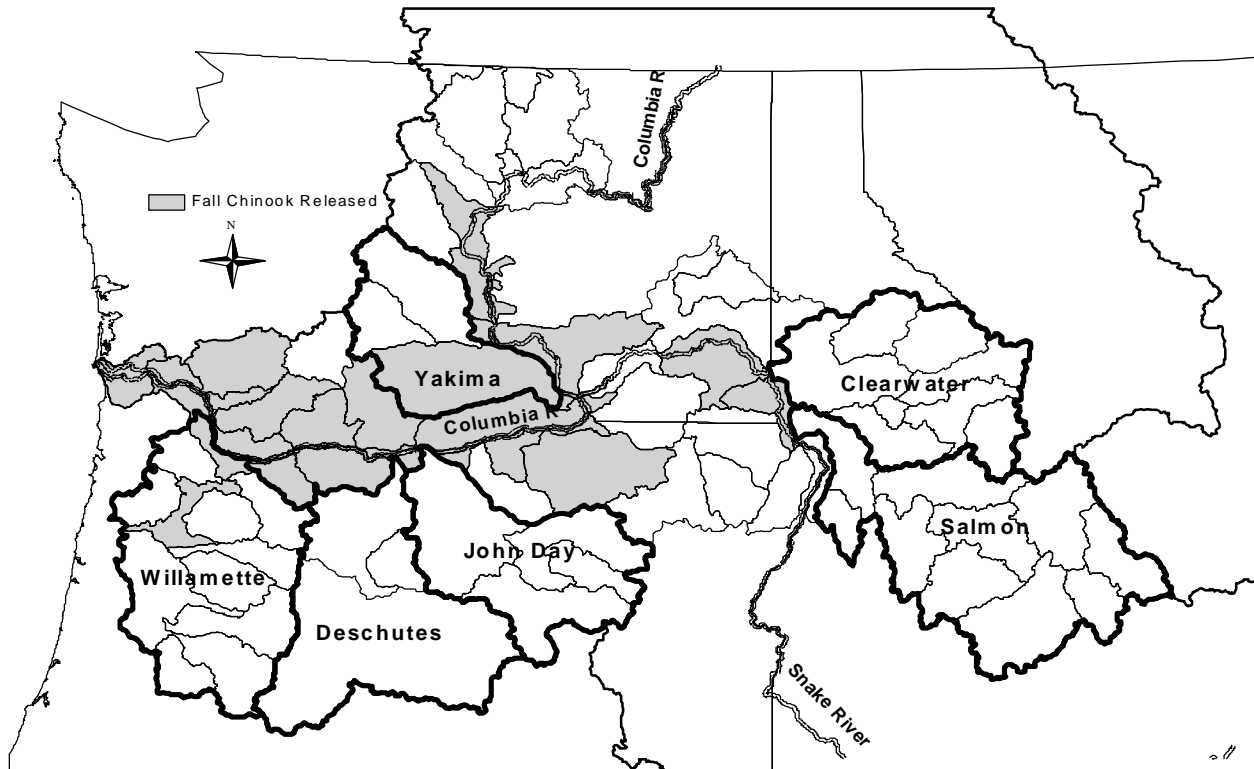 Columbia R
Fall Chinook Released
N
Yakima
Columbia R
Clearwater
Salmon
John Day
Willamette
Deschutes
Snake River